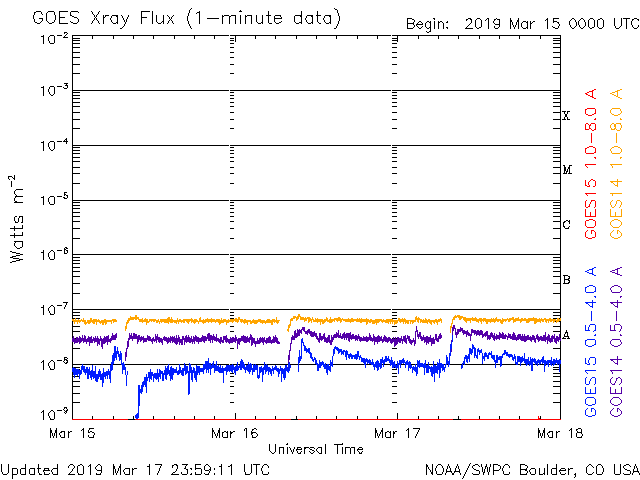 GOES Xray Flux (1-minute data)
Begin: 2019 Mar 15 0000 UTC
10-2
10-3
10-4
10-5
10-6
10-7
10-8
10-9
Watts m-2
X
M
C
B
A
GOES15 1.0-8.0 A
GOES14 1.0-8.0 A
GOES15 0.5-4.0 A
GOES14 0.5-4.0 A
Mar 15
Mar 16
Mar 17
Mar 18
Universal Time
Updated 2019 Mar 17 23:59:11 UTC
NOAA/SWPC Boulder, CO USA